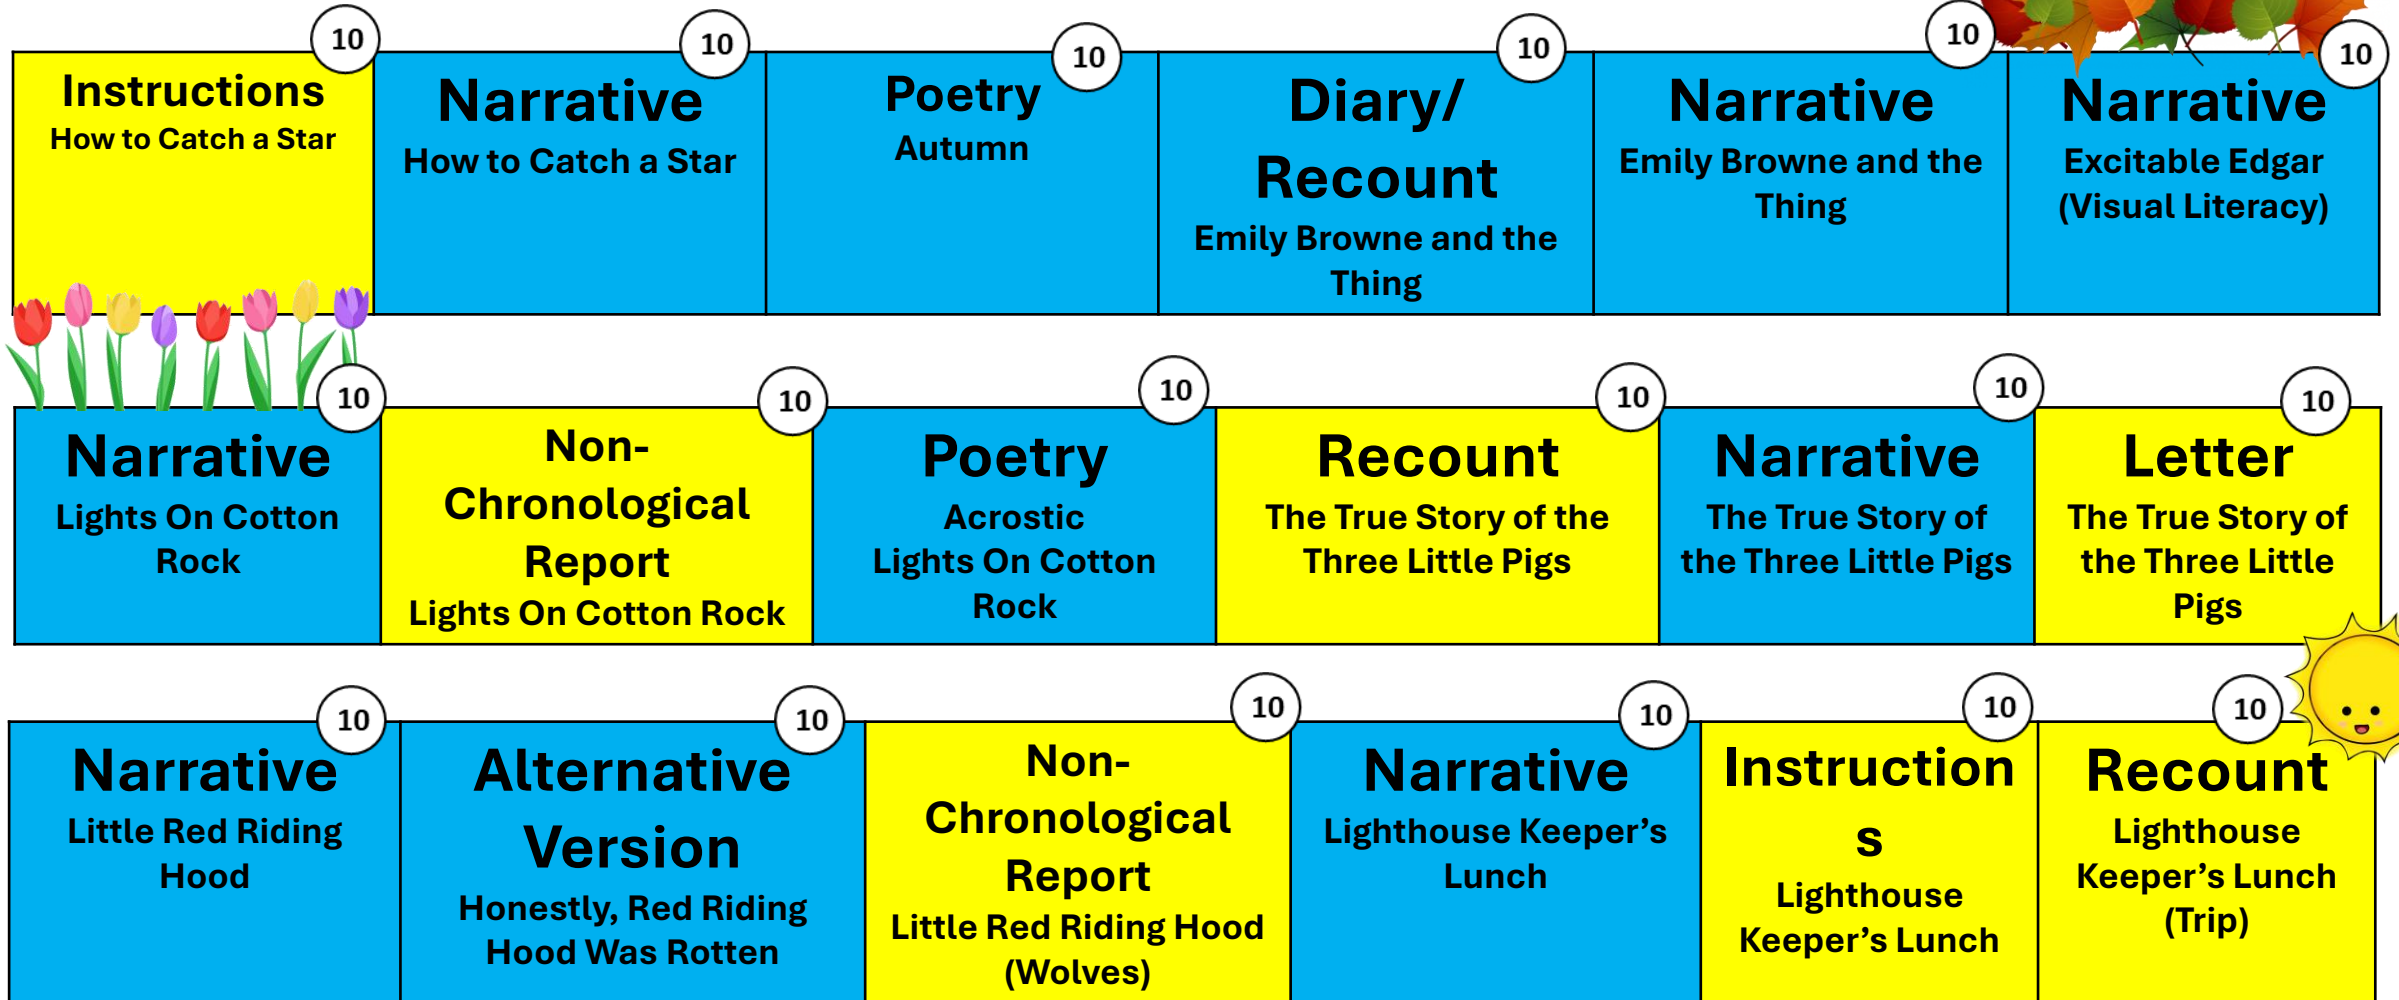 10
Instructions
How to Catch a Star
10
Narrative
How to Catch a Star
10
Poetry
Autumn
10
Diary/
Recount
Emily Browne and the
Thing
10
Narrative
Emily Browne and the
Thing
10
Narrative
Excitable Edgar
(Visual Literacy)
10
Narrative
Lights On Cotton
Rock
10
Non-
Chronological
Report
Lights On Cotton Rock
10
Poetry
Acrostic
Lights On Cotton
Rock
10
Recount
The True Story of the
Three Little Pigs
10
Narrative
The True Story of
the Three Little Pigs
10
Letter
The True Story of
the Three Little
Pigs
10
Narrative
Little Red Riding
Hood
10
Alternative
Version
Honestly, Red Riding
Hood Was Rotten
10
Non-
Chronological
Report
Little Red Riding Hood
(Wolves)
10
Narrative
Lighthouse Keeper’s
Lunch
10
Instruction
s
Lighthouse
Keeper’s Lunch
10
Recount
Lighthouse
Keeper’s Lunch
(Trip)